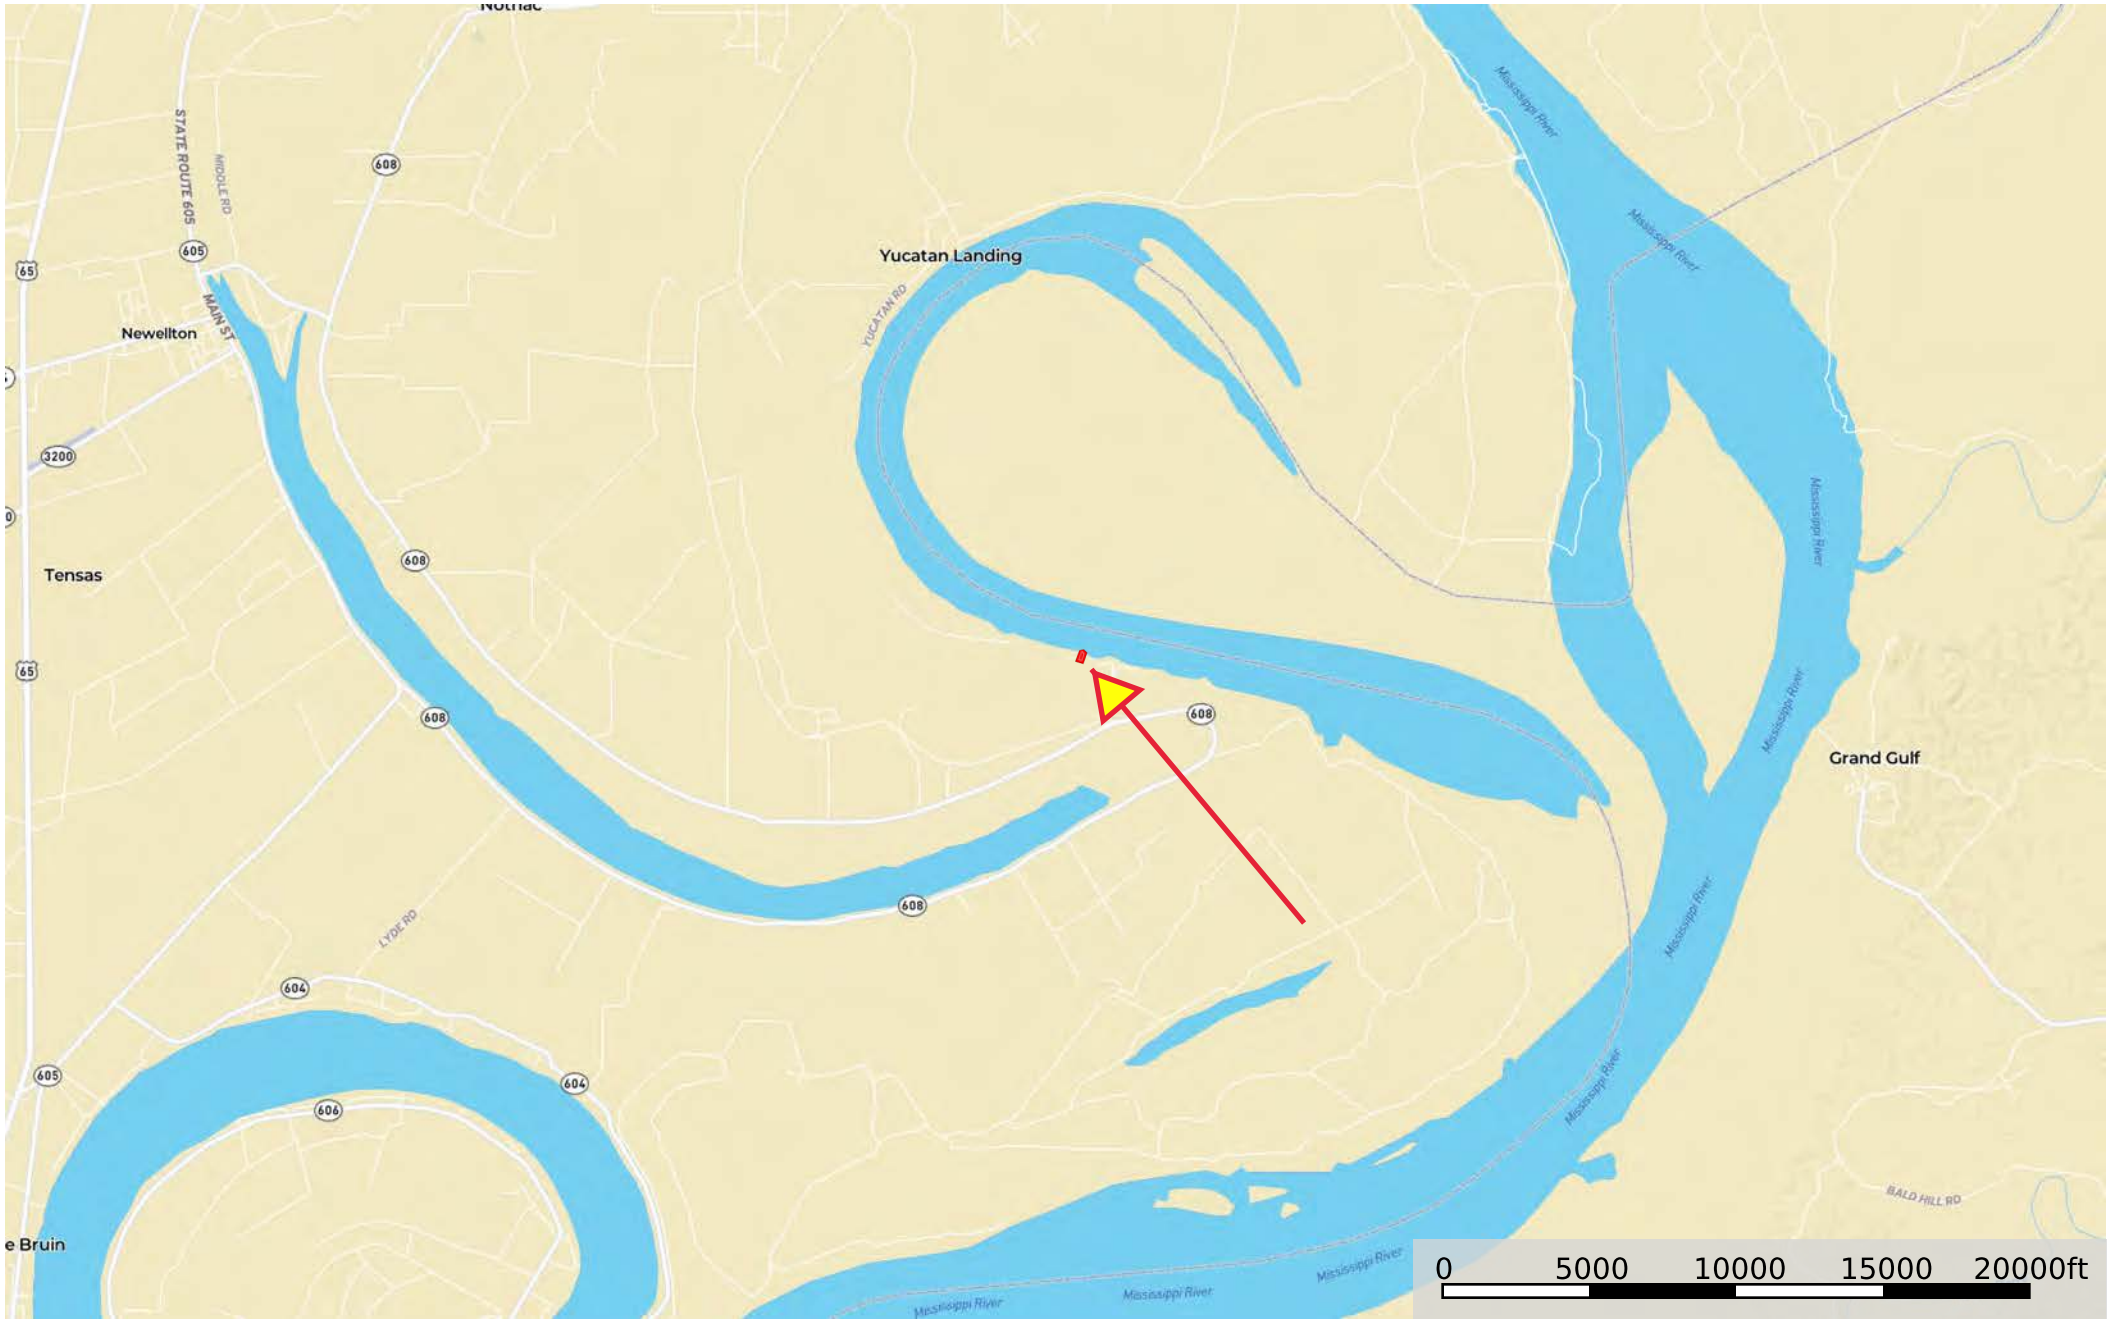 Mississippi River
STATE ROUTE 605
MIDDLE RD
608
Mississippi River
605
Yucatan Landing
65
MAIN ST
YUCATAN RD
Newellton
3200
Mississippi River
0
608
Tensas
65
608
608
Mississippi River
Grand Gulf
608
Mississippi River
LYDE RD
604
605
604
606
Mississippi River
BALD HILL RD
e Bruin
Mississippi River
Mississippi River
Mississippi River
0 5000 10000 15000 20000ft